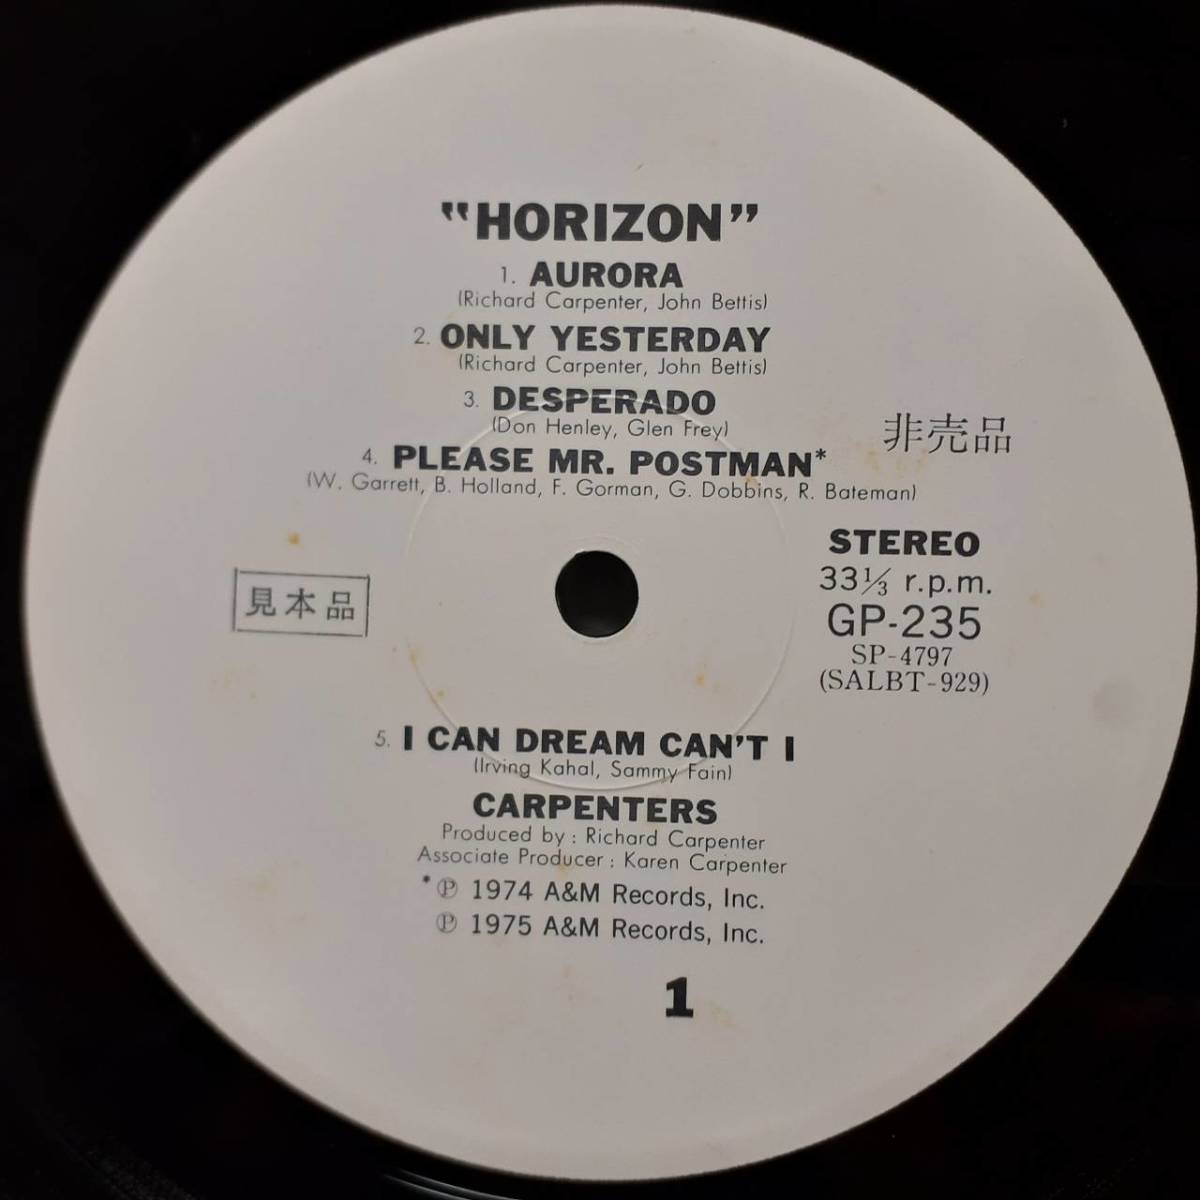 "HORIZON"
1. AURORA
(Richard Carpenter, John Bettis)
2. ONLY YESTERDAY
(Richard Carpenter, John Bettis)
3. DESPERADO
(Don Henley, Glen Frey)
4. PLEASE MR. POSTMAN*
(W. Garrett, B. Holland, F. Gorman, G. Dobbins, R. Bateman)
非売品
STEREO
33⅓ r.p.m.
GP-235
SP-4797
(SALBT-929)
見本品
5. I CAN DREAM CAN'T I
(Irving Kahal, Sammy Fain)
CARPENTERS
Produced by : Richard Carpenter
Associate Producer : Karen Carpenter
*℗ 1974 A&M Records, Inc.
℗ 1975 A&M Records, Inc.
1